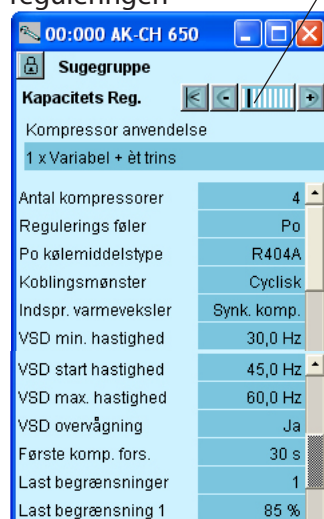 reguleringen
00:000 AK-CH 650
Sugegruppe
Kapacitets Reg.
Kompressor anvendelse
1 x Variabel + èt trins
Antal kompressorer 4
Regulerings føler Po
Po kølemiddelstype R404A
Koblingsmønster Cyclisk
Indspr. varmeveksler Synk. komp.
VSD min. hastighed 30,0 Hz
VSD start hastighed 45,0 Hz
VSD max. hastighed 60,0 Hz
VSD overvågning Ja
Første komp. fors. 30 s
Last begrænsninger 1
Last begrænsning 1 85 %